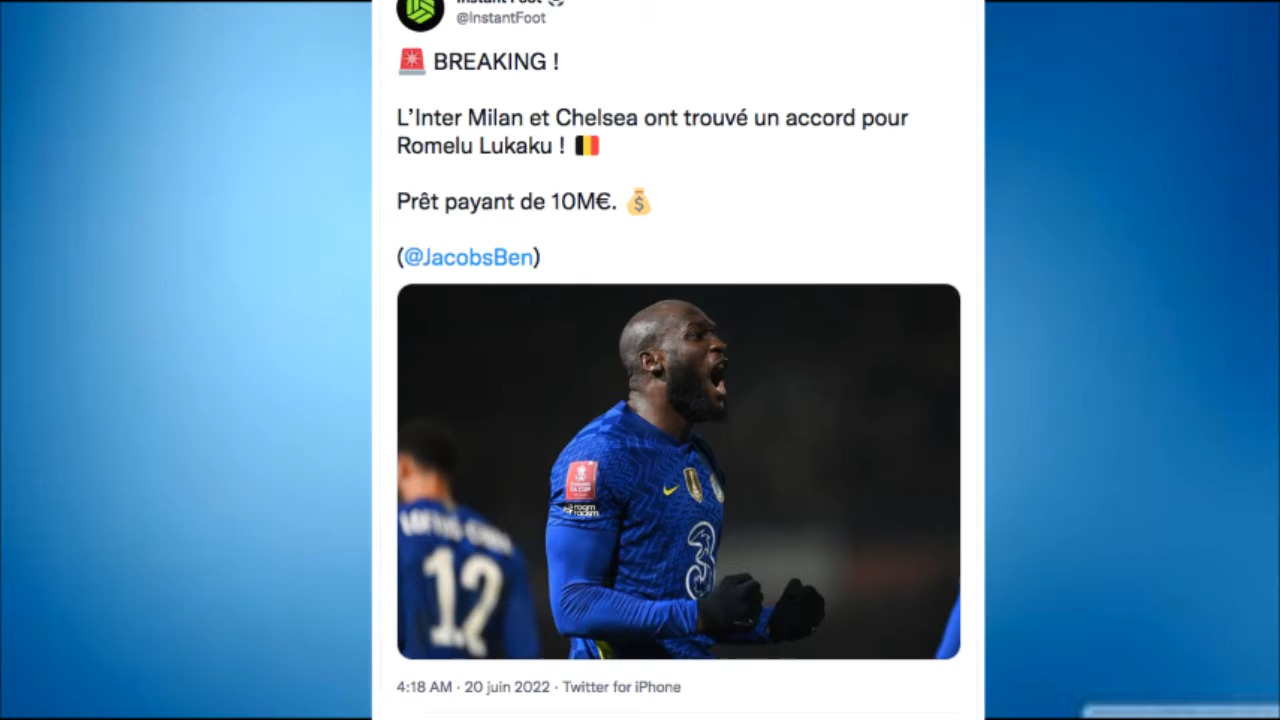 @InstantFoot
BREAKING !
L’Inter Milan et Chelsea ont trouvé un accord pour
Romelu Lukaku !
Prêt payant de 10M€.
(@JacobsBen)
3
12
4:18 AM · 20 juin 2022 · Twitter for iPhone